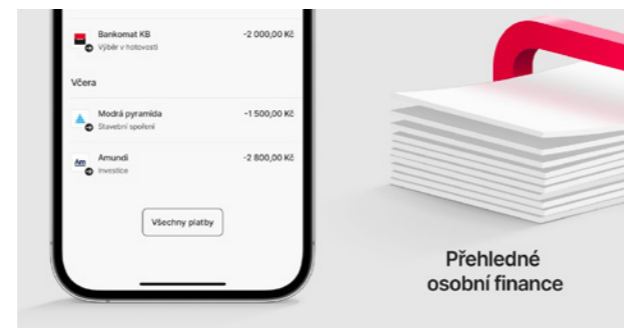 Bankomat KB
-2 000,00 Kč
Výběr v hotovosti
Včera
Modrá pyramida
-1 500,00 Kč
Stavební spoření
Am
Amundi
-2 800,00 Kč
Investice
Všechny platby
Přehledné
osobní finance